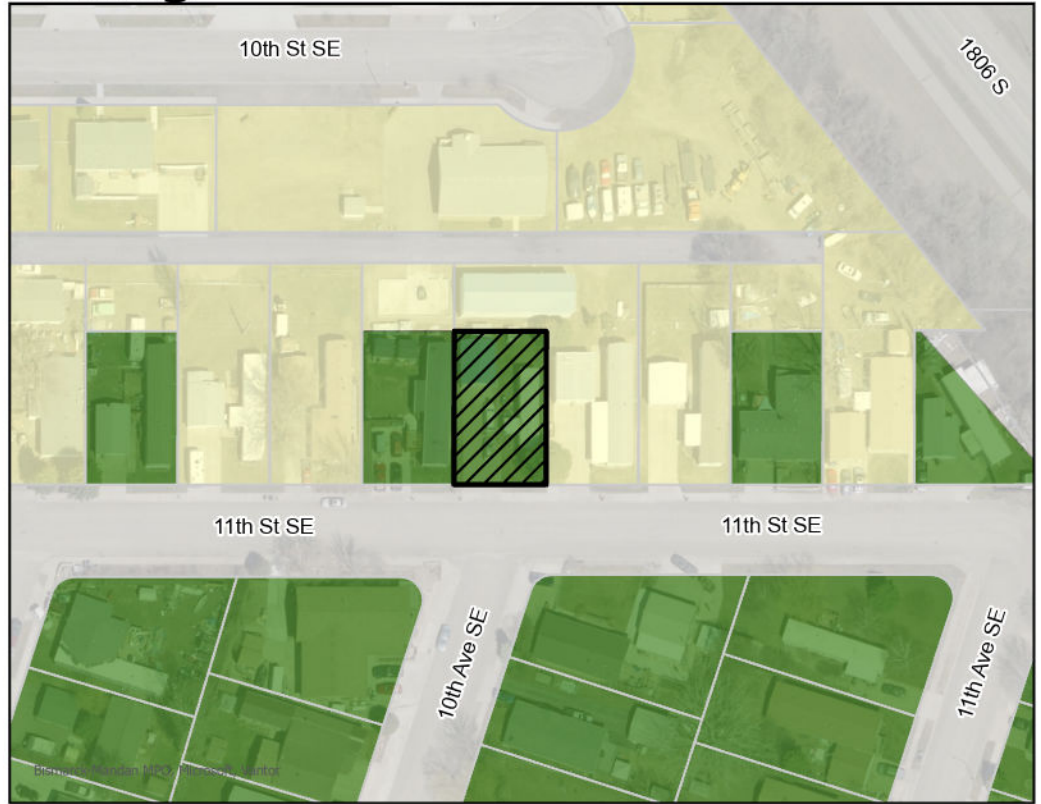 10th St SE
1806 S
11th St SE
11th St SE
10th Ave SE
11th Ave SE
Bismarck-Mandan MPO, Microsoft, Vantor